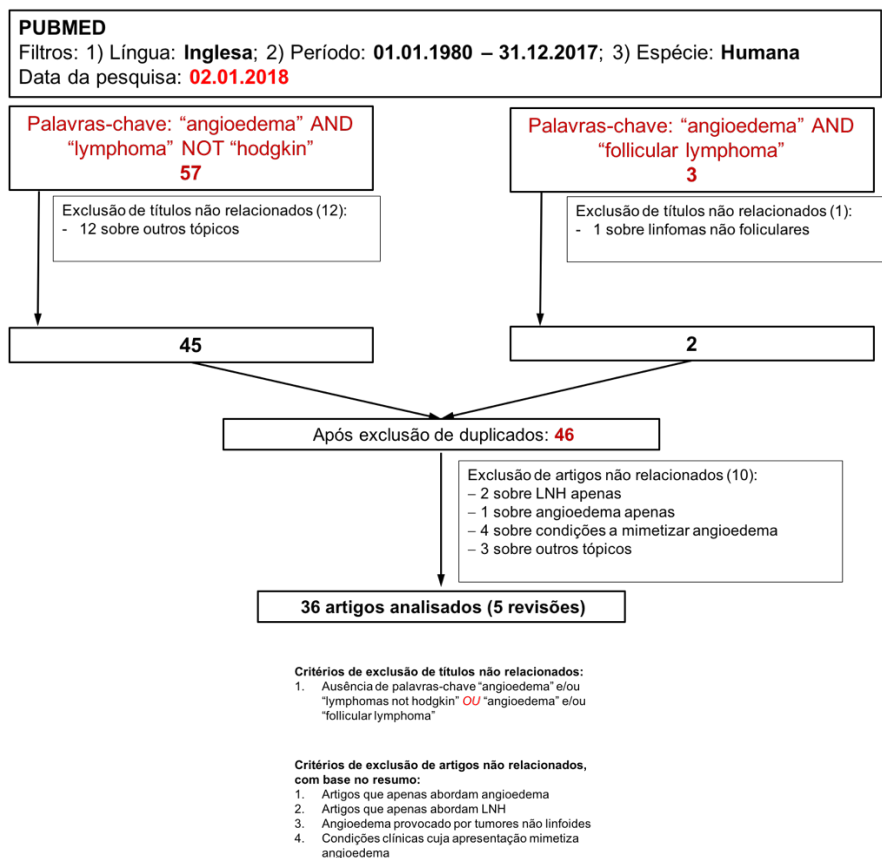 PUBMED
Filtros: 1) Língua: Inglesa; 2) Período: 01.01.1980 – 31.12.2017; 3) Espécie: Humana
Data da pesquisa: 02.01.2018
Palavras-chave: “angioedema” AND
“lymphoma” NOT “hodgkin”
57
Palavras-chave: “angioedema” AND
“follicular lymphoma”
3
Exclusão de títulos não relacionados (12):
- 12 sobre outros tópicos
Exclusão de títulos não relacionados (1):
- 1 sobre linfomas não foliculares
45
2
Após exclusão de duplicados: 46
Exclusão de artigos não relacionados (10):
– 2 sobre LNH apenas
– 1 sobre angioedema apenas
– 4 sobre condições a mimetizar angioedema
– 3 sobre outros tópicos
36 artigos analisados (5 revisões)
Critérios de exclusão de títulos não relacionados:
1. Ausência de palavras-chave “angioedema” e/ou
“lymphomas not hodgkin” OU “angioedema” e/ou
“follicular lymphoma”
Critérios de exclusão de artigos não relacionados,
com base no resumo:
1. Artigos que apenas abordam angioedema
2. Artigos que apenas abordam LNH
3. Angioedema provocado por tumores não linfoides
4. Condições clínicas cuja apresentação mimetiza
angioedema